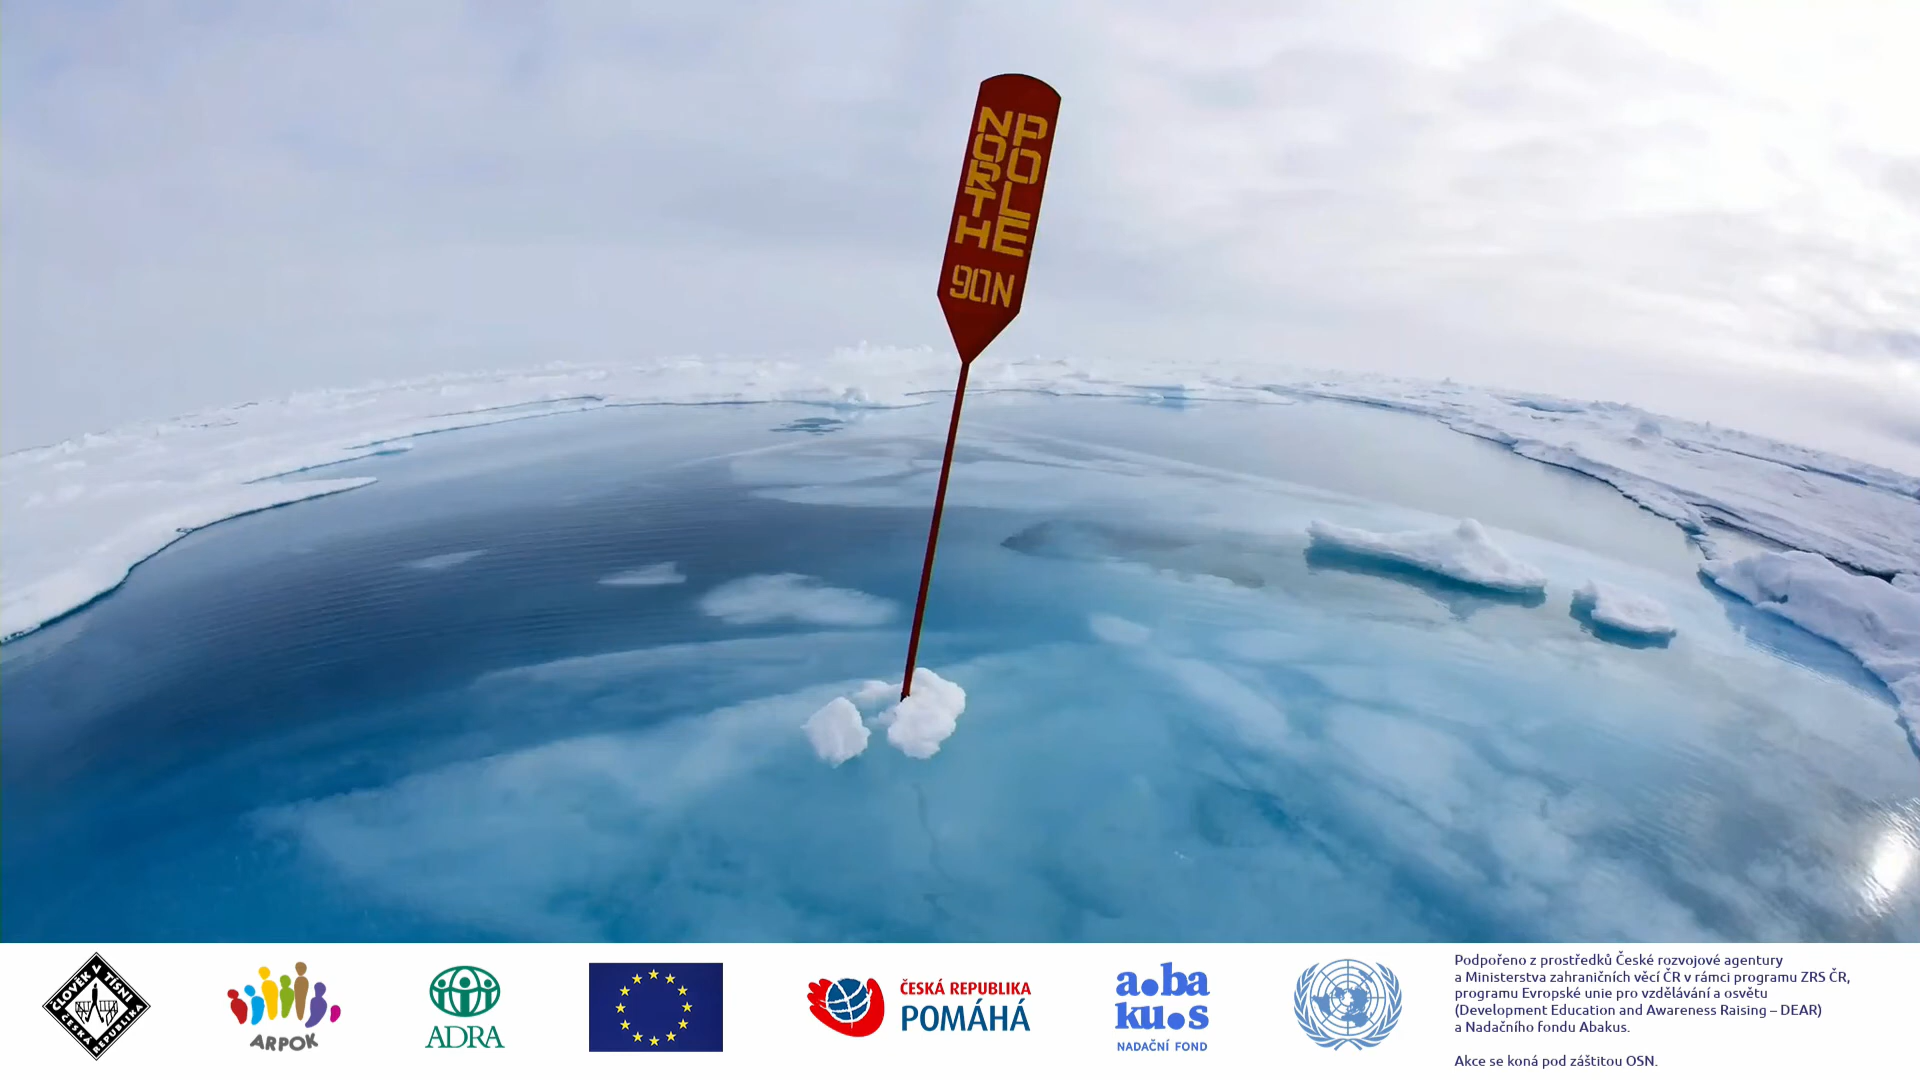 NORTH POLE
90N
ČLOVĚK V TÍSNI
ČESKÁ REPUBLIKA
ARPOK
ADRA
ČESKÁ REPUBLIKA
POMÁHÁ
a.ba
ku.s
NADAČNÍ FOND
Podpořeno z prostředků České rozvojové agentury
a Ministerstva zahraničních věcí ČR v rámci programu ZRS ČR,
programu Evropské unie pro vzdělávání a osvětu
(Development Education and Awareness Raising – DEAR)
a Nadačního fondu Abakus.
Akce se koná pod záštitou OSN.